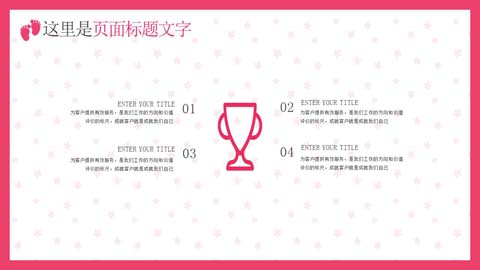 这里是页面标题文字
ENTER YOUR TITLE
01
为客户提供有效服务，是我们工作的方向和价值
评价的标尺，成就客户就是成就我们自己
02
ENTER YOUR TITLE
为客户提供有效服务，是我们工作的方向和价值
评价的标尺，成就客户就是成就我们自己
ENTER YOUR TITLE
03
为客户提供有效服务，是我们工作的方向和价值
评价的标尺，成就客户就是成就我们自己
04
ENTER YOUR TITLE
为客户提供有效服务，是我们工作的方向和价值
评价的标尺，成就客户就是成就我们自己